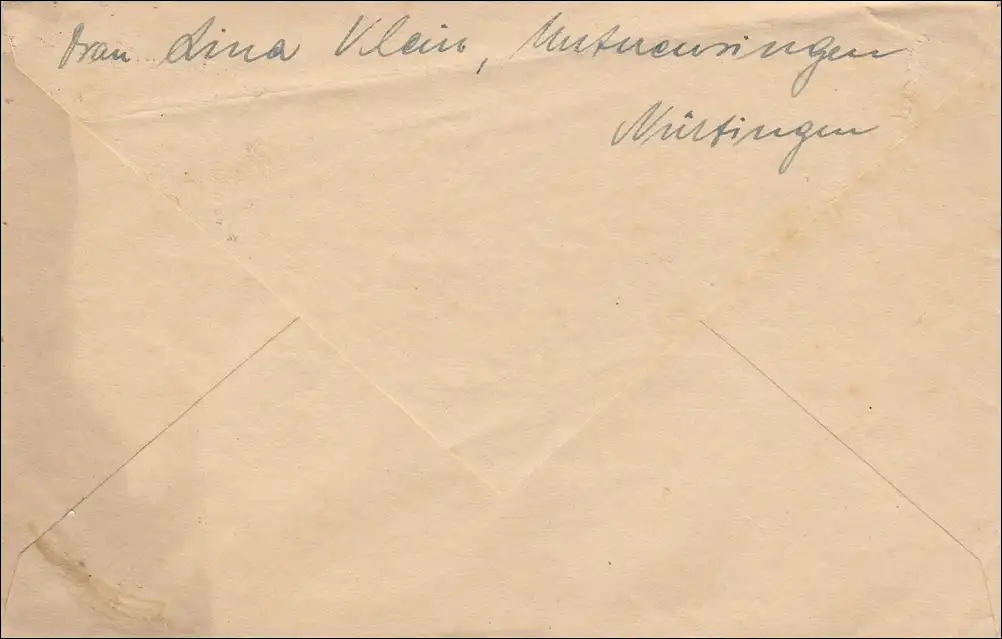 Frau Lina Klein, Unterensingen
Nürtingen